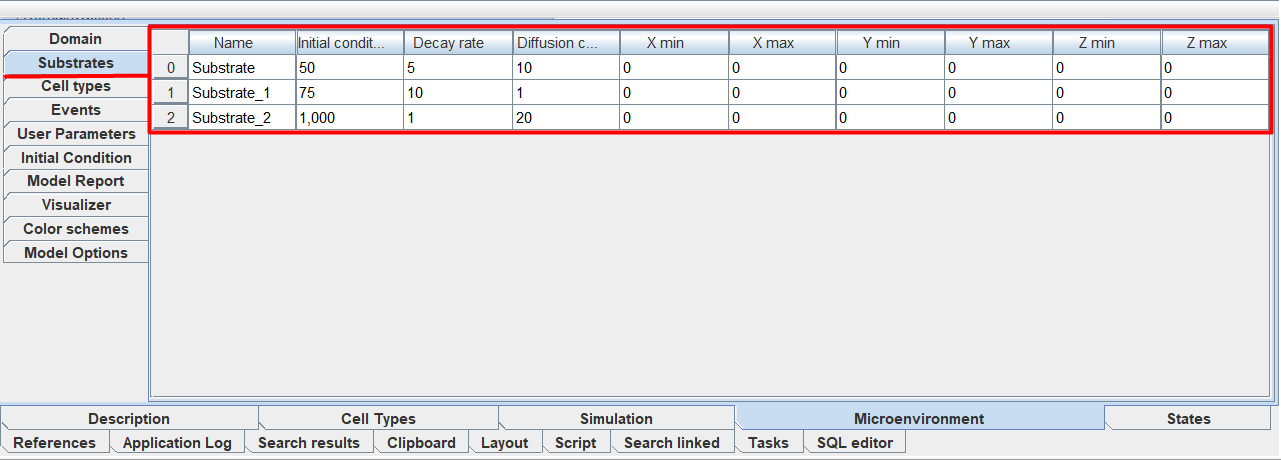 Domain
Substrates
Cell types
Events
User Parameters
Initial Condition
Model Report
Visualizer
Color schemes
Model Options
Name Initial condit... Decay rate Diffusion c... X min X max Y min Y max Z min Z max
0 Substrate 50 5 10 0 0 0 0 0 0
1 Substrate_1 75 10 1 0 0 0 0 0 0
2 Substrate_2 1,000 1 20 0 0 0 0 0 0
Description Cell Types Simulation Microenvironment States
References Application Log Search results Clipboard Layout Script Search linked Tasks SQL editor